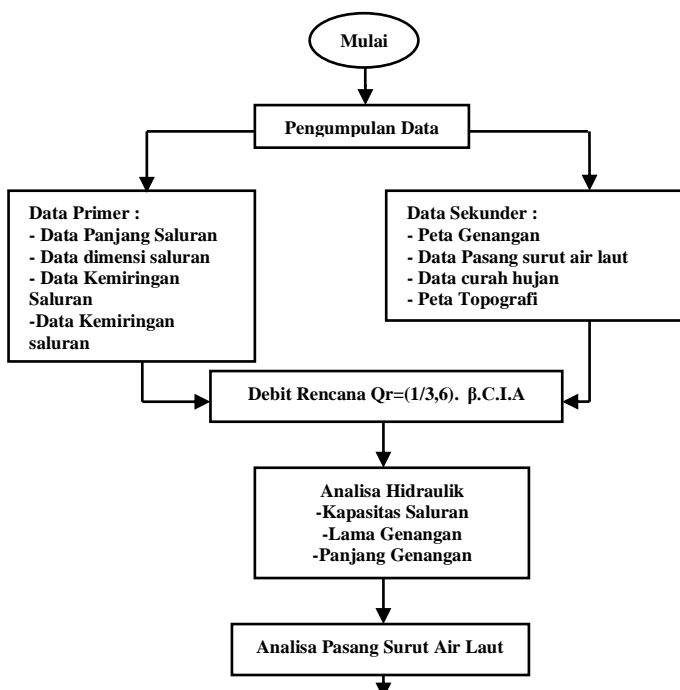 Mulai
Pengumpulan Data
Data Primer :
- Data Panjang Saluran
- Data dimensi saluran
- Data Kemiringan
Saluran
-Data Kemiringan
saluran
Data Sekunder :
- Peta Genangan
- Data Pasang surut air laut
- Data curah hujan
- Peta Topografi
Debit Rencana Qr=(1/3,6). β.C.I.A
Analisa Hidraulik
-Kapasitas Saluran
-Lama Genangan
-Panjang Genangan
Analisa Pasang Surut Air Laut